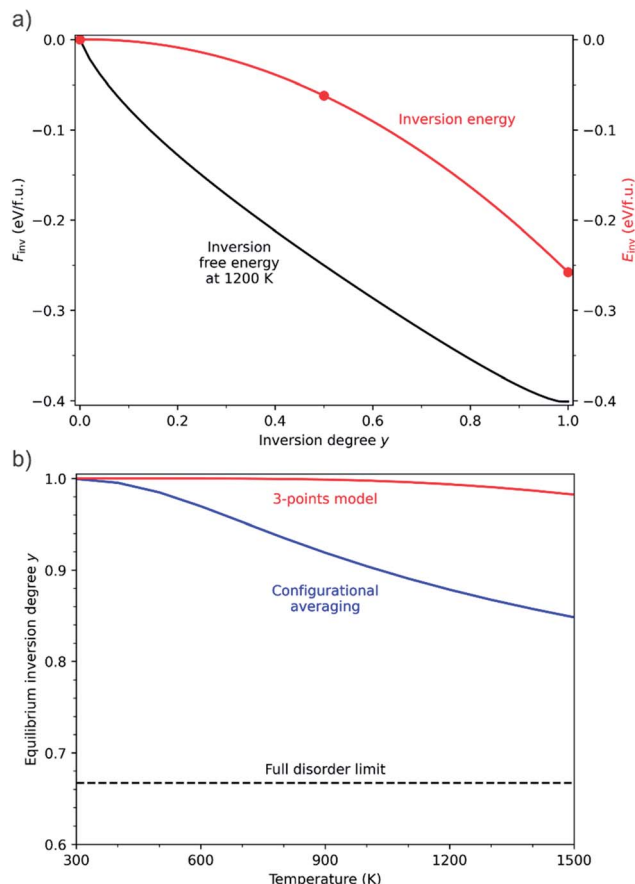 a)
0.0
−0.1
−0.2
−0.3
−0.4
F_inv (eV/f.u.)
Inversion energy
Inversion
free energy
at 1200 K
0.0
−0.1
−0.2
−0.3
−0.4
E_inv (eV/f.u.)
0.0 0.2 0.4 0.6 0.8 1.0
Inversion degree y
b)
1.0
0.9
0.8
0.7
0.6
Equilibrium inversion degree y
3-points model
Configurational
averaging
Full disorder limit
300 600 900 1200 1500
Temperature (K)